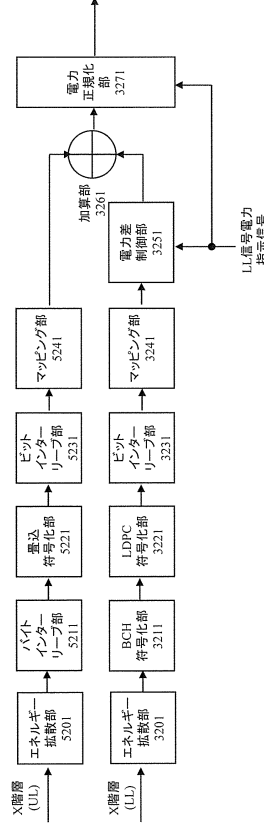 X階層
(UL)
エネルギー
拡散部
5201
バイト
インター
リーブ部
5211
畳込
符号化部
5221
ビット
インター
リーブ部
5231
マッピング部
5241
X階層
(LL)
エネルギー
拡散部
3201
BCH
符号化部
3211
LDPC
符号化部
3221
ビット
インター
リーブ部
3231
マッピング部
3241
電力差
制御部
3251
加算部
3261
電力
正規化
部
3271
LL信号電力
指示信号